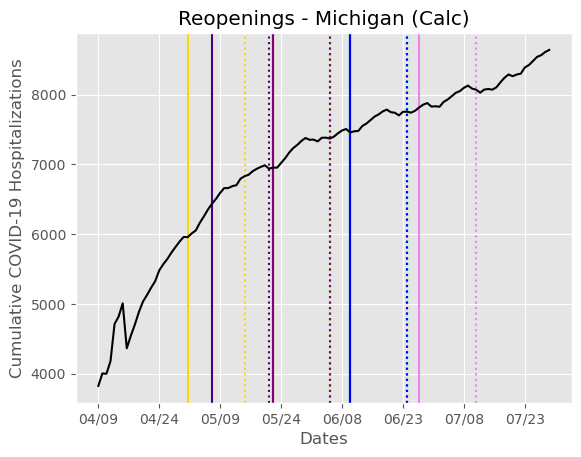 Reopenings - Michigan (Calc)
Cumulative COVID-19 Hospitalizations
8000
7000
6000
5000
4000
04/09 04/24 05/09 05/24 06/08 06/23 07/08 07/23
Dates